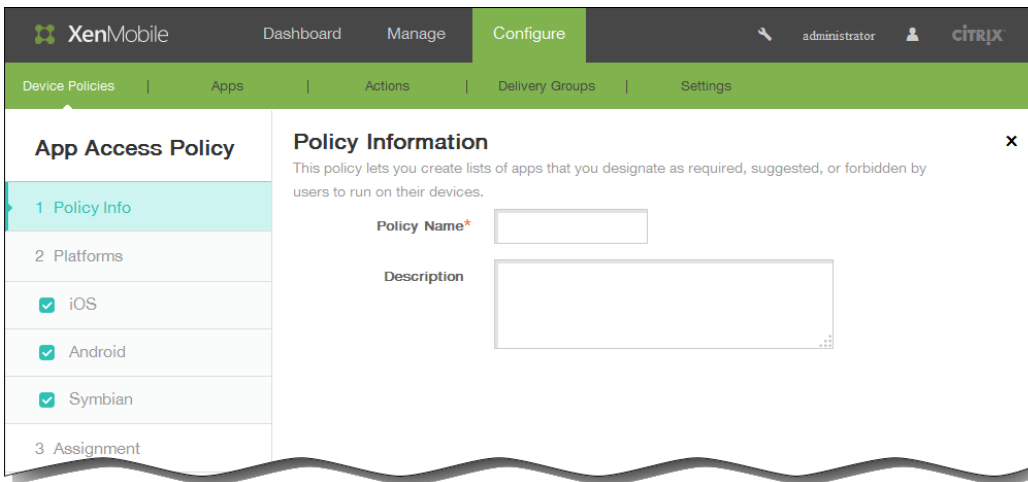 XenMobile Dashboard Manage Configure administrator CİTRIX
Device Policies | Apps | Actions | Delivery Groups | Settings
App Access Policy
1 Policy Info
2 Platforms
iOS
Android
Symbian
3 Assignment
Policy Information
This policy lets you create lists of apps that you designate as required, suggested, or forbidden by
users to run on their devices.
Policy Name*
Description